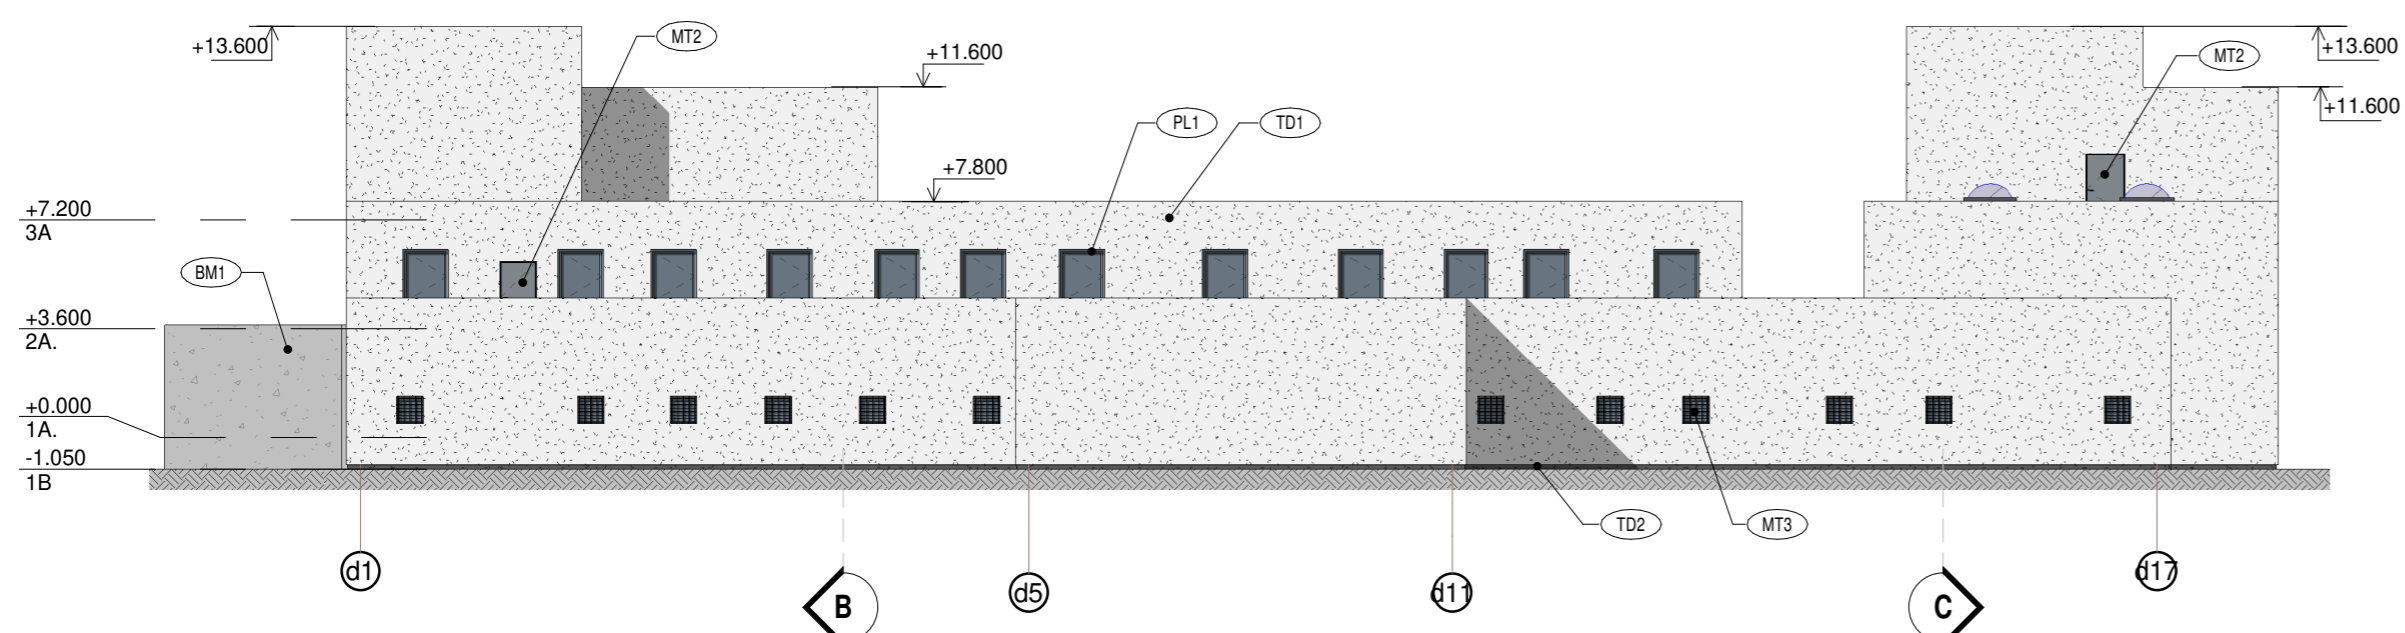 +13.600
MT2
+11.600
+13.600
MT2
+11.600
PL1
TD1
+7.800
+7.200
3A
BM1
+3.600
2A.
+0.000
1A.
-1.050
1B
TD2
MT3
d1
B
d5
d11
C
d17